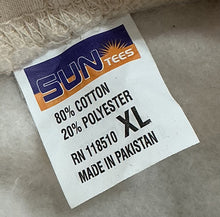 SUN TEES
80% COTTON
20% POLYESTER
RN 118510 XL
MADE IN PAKISTAN